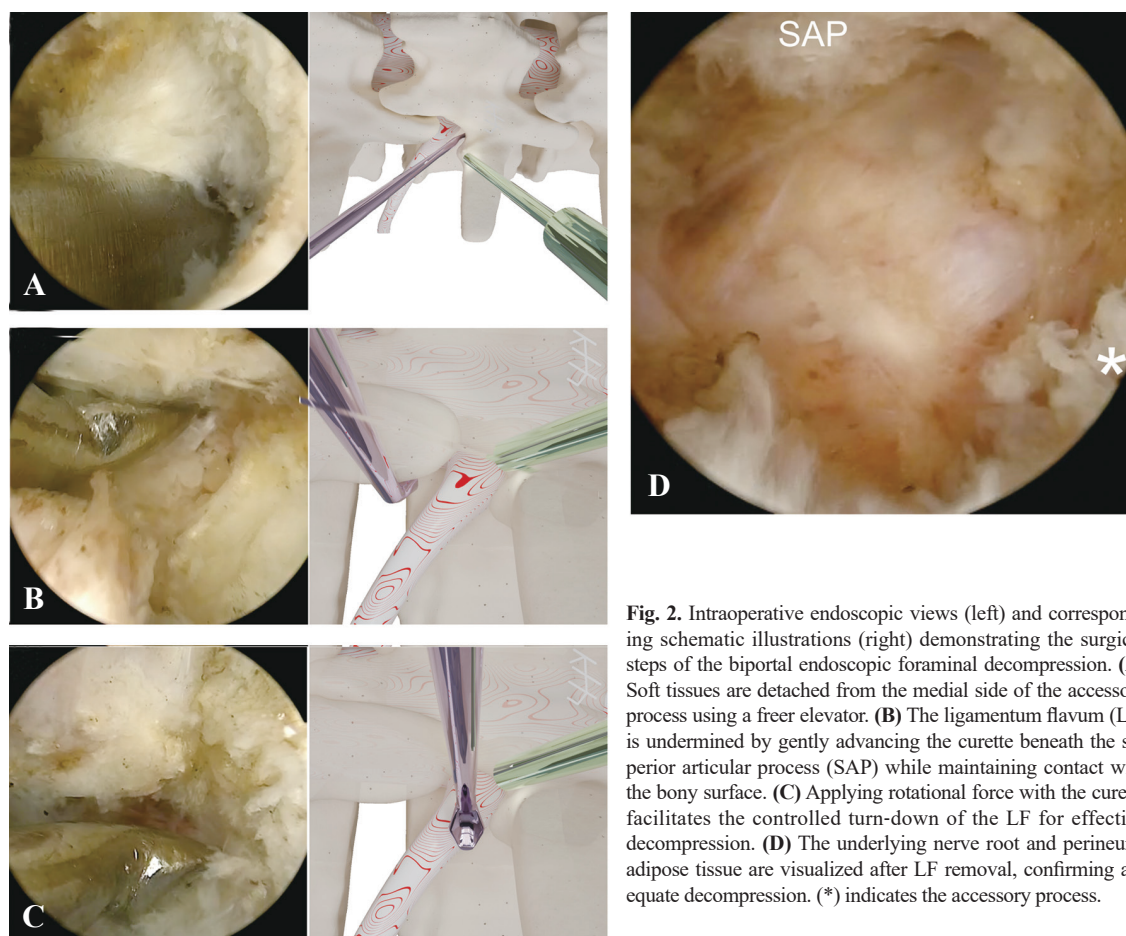 A
B
C
SAP
*
D
Fig. 2. Intraoperative endoscopic views (left) and correspon
ing schematic illustrations (right) demonstrating the surgic
steps of the biportal endoscopic foraminal decompression. (
Soft tissues are detached from the medial side of the accesso
process using a freer elevator. (B) The ligamentum flavum (L
is undermined by gently advancing the curette beneath the s
perior articular process (SAP) while maintaining contact w
the bony surface. (C) Applying rotational force with the cure
facilitates the controlled turn-down of the LF for effecti
decompression. (D) The underlying nerve root and perineu
adipose tissue are visualized after LF removal, confirming a
equate decompression. (*) indicates the accessory process.